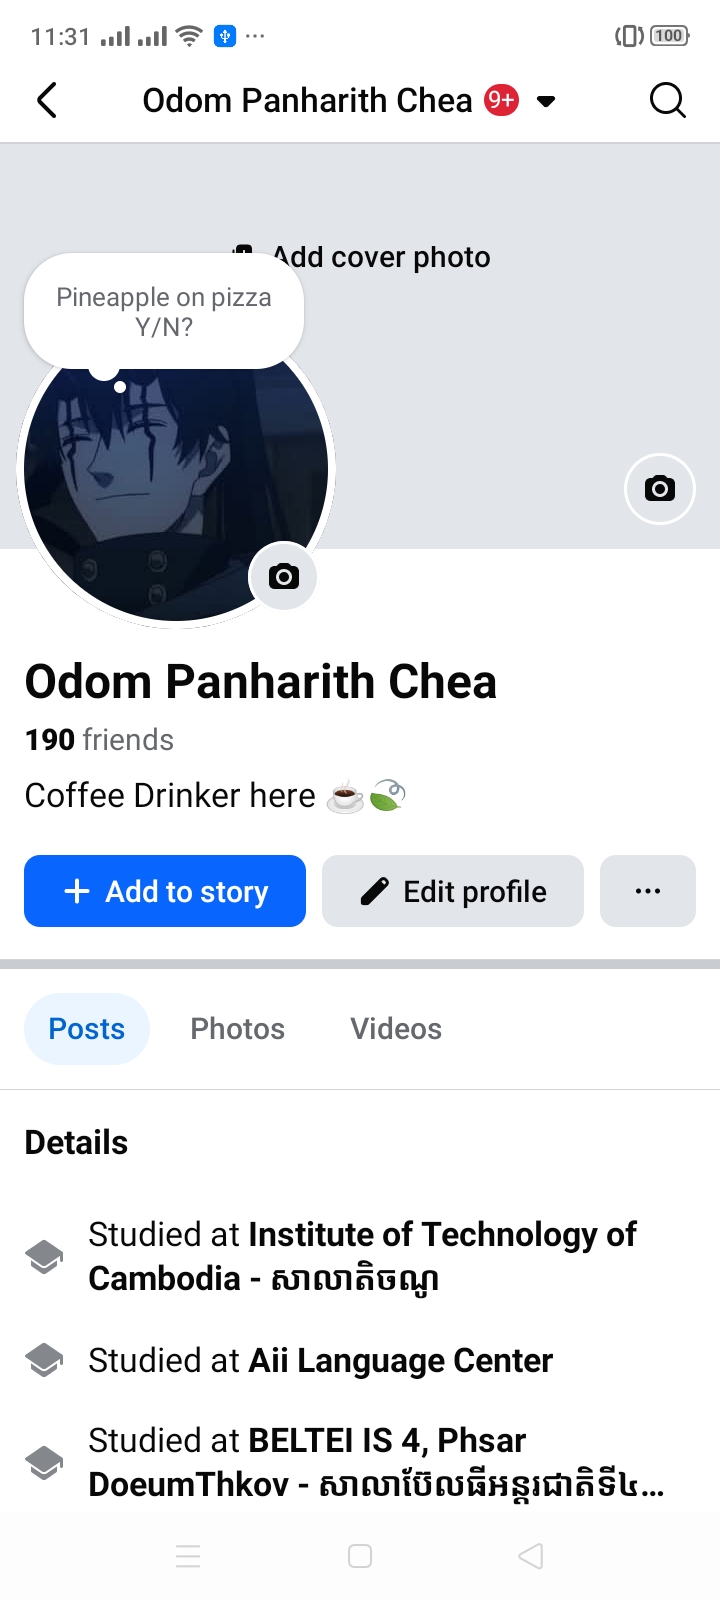 11:31 ... 100
Odom Panharith Chea 9+
Add cover photo
Pineapple on pizza
Y/N?
Odom Panharith Chea
190 friends
Coffee Drinker here ☕🍃
+ Add to story
Edit profile
...
Posts
Photos
Videos
Details
Studied at Institute of Technology of
Cambodia - សាលាតិចណូ
Studied at Aii Language Center
Studied at BELTEI IS 4, Phsar
DoeumThkov - សាលាប៊ែលធីអន្តរជាតិទី៤...